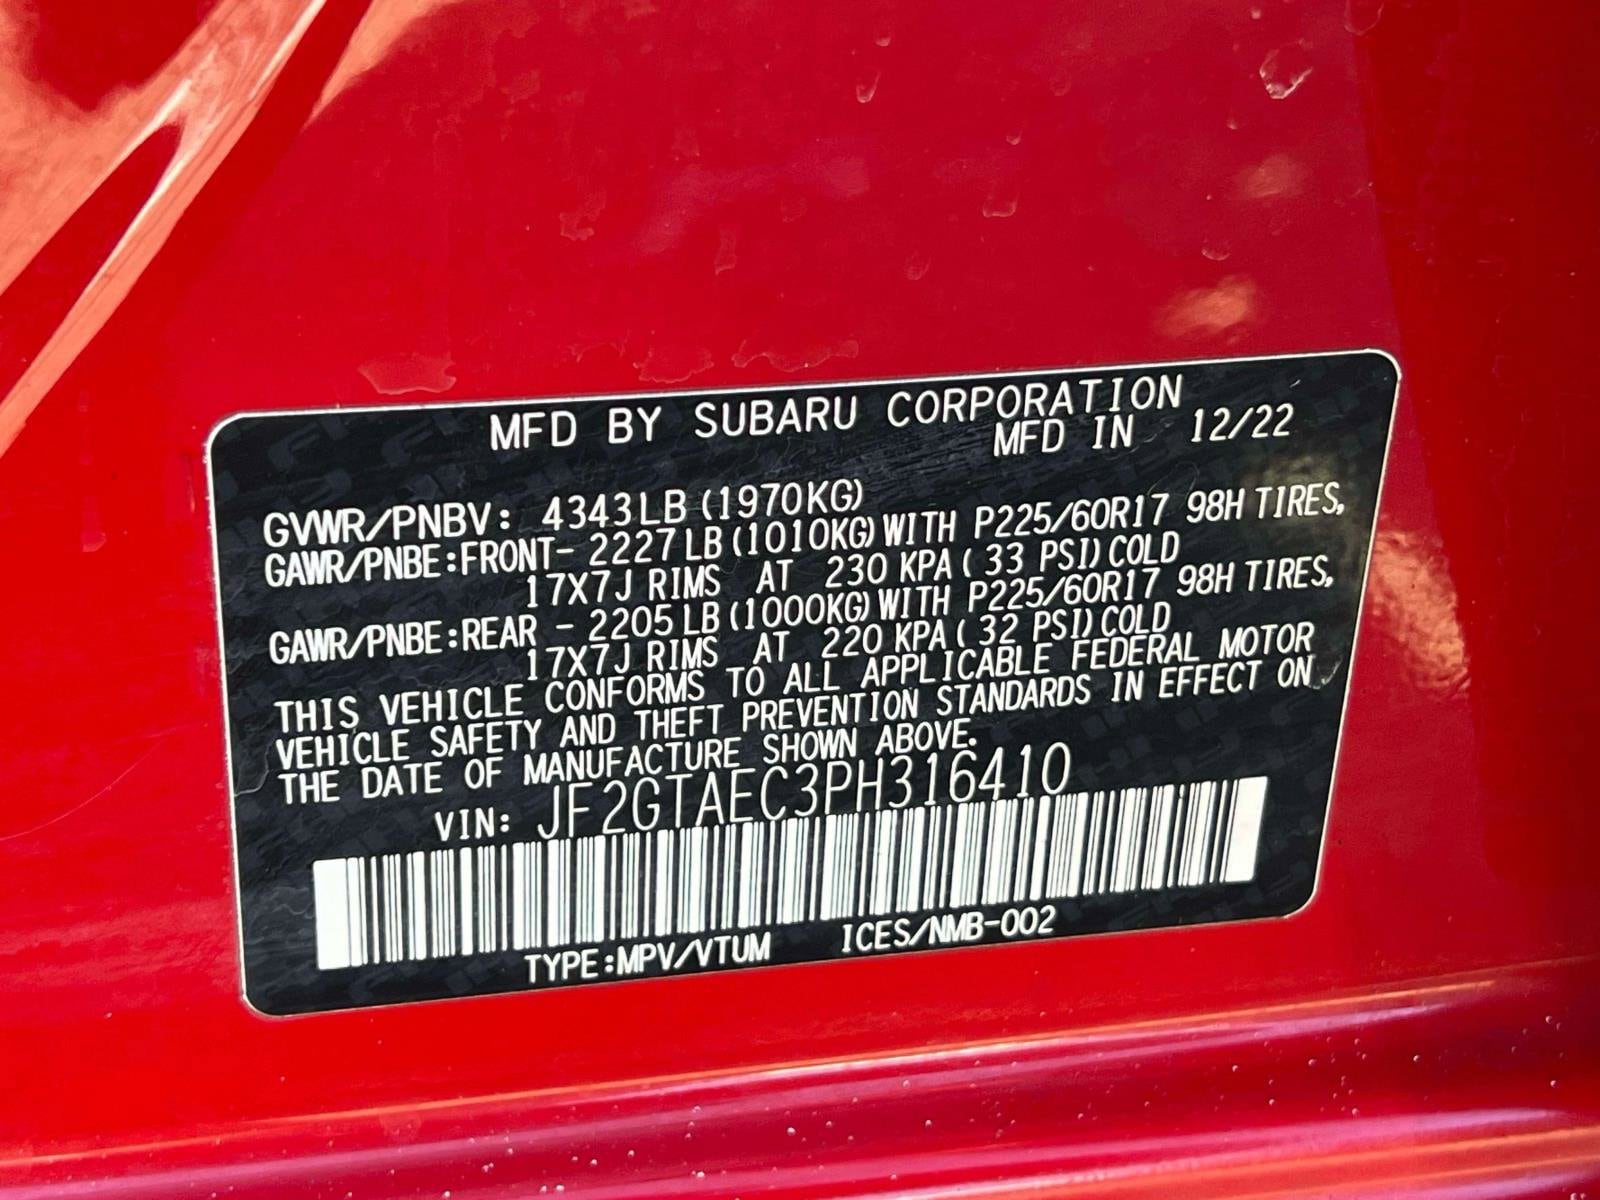 MFD BY SUBARU CORPORATION
MFD IN 12/22
GVWR/PNBV: 4343LB (1970KG)
GAWR/PNBE:FRONT- 2227LB (1010KG) WITH P225/60R17 98H TIRES,
17X7J RIMS AT 230 KPA ( 33 PSI) COLD
GAWR/PNBE:REAR - 2205LB (1000KG) WITH P225/60R17 98H TIRES,
17X7J RIMS AT 220 KPA ( 32 PSI) COLD
THIS VEHICLE CONFORMS TO ALL APPLICABLE FEDERAL MOTOR
VEHICLE SAFETY AND THEFT PREVENTION STANDARDS IN EFFECT ON
THE DATE OF MANUFACTURE SHOWN ABOVE.
VIN: JF2GTAEC3PH316410
TYPE:MPV/VTUM ICES/NMB-002